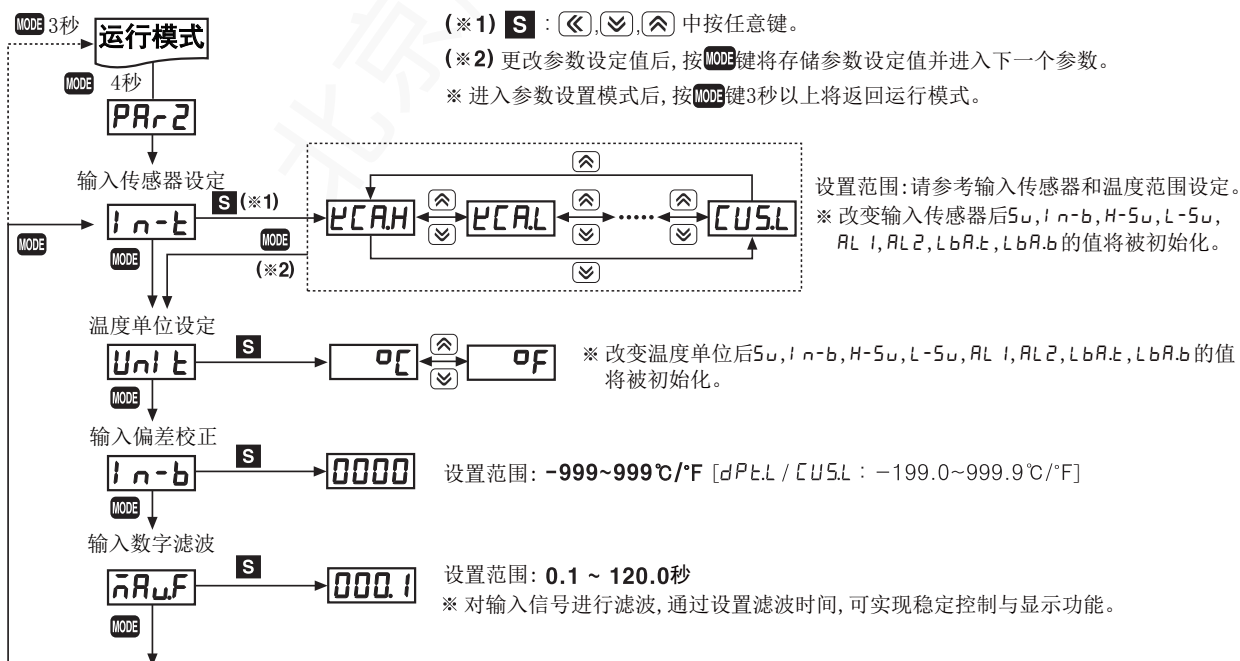 MODE 3秒
运行模式
(※1) S : 中按任意键。
(※2) 更改参数设定值后,按MODE键将存储参数设定值并进入下一个参数。
※ 进入参数设置模式后,按MODE键3秒以上将返回运行模式。
MODE 4秒
PAr2
输入传感器设定
In-t
S (※1)
KCA.H
KCA.L
·····
CUS.L
MODE
MODE
MODE
(※2)
设置范围:请参考输入传感器和温度范围设定。
※ 改变输入传感器后Su,In-b,H-Su,L-Su,
AL1,AL2,LbA.t,LbA.b的值将被初始化。
温度单位设定
UnIt
S
°C
°F
※ 改变温度单位后Su,In-b,H-Su,L-Su,AL1,AL2,LbA.t,LbA.b的值
将被初始化。
MODE
输入偏差校正
In-b
S
0000
设置范围: -999~999℃/°F [dPt.L / CUS.L : -199.0~999.9℃/°F]
MODE
输入数字滤波
MAu.F
S
000.1
设置范围: 0.1 ~ 120.0秒
※ 对输入信号进行滤波,通过设置滤波时间,可实现稳定控制与显示功能。
MODE